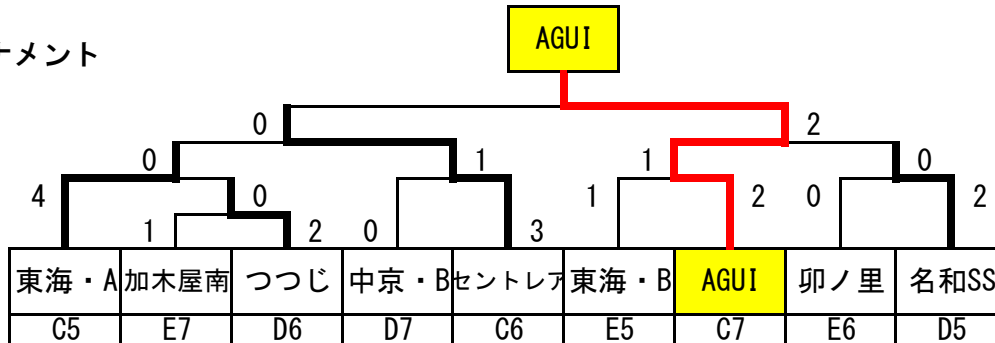 AGUI
ナメント
0 2
0 1 1 0
4 0 1 2 0 2
1 2 0 3
東海・A 加木屋南 つつじ 中京・B セントレア 東海・B AGUI 卯ノ里 名和SS
C5 E7 D6 D7 C6 E5 C7 E6 D5